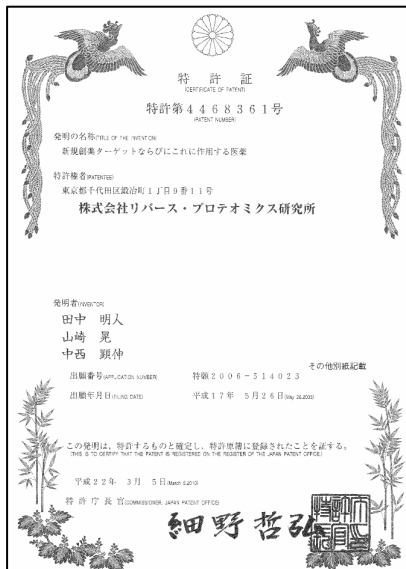 特許証
(CERTIFICATE OF PATENT)
特許第4468361号
(PATENT NUMBER)
発明の名称(TITLE OF THE INVENTION)
新規創薬ターゲットならびにこれに作用する医薬
特許権者(PATENTEE)
東京都千代田区鍛冶町1丁目9番11号
株式会社リバース・プロテオミクス研究所
発明者(INVENTOR)
田中 明人
山崎 晃
中西 顕伸
その他別紙記載
出願番号(APPLICATION NUMBER) 特願2006-514023
出願年月日(FILING DATE) 平成17年 5月26日(May 26,2005)
この発明は、特許するものと確定し、特許原簿に登録されたことを証する。
(THIS IS TO CERTIFY THAT THE PATENT IS REGISTERED ON THE REGISTER OF THE JAPAN PATENT OFFICE.)
平成22年 3月 5日(March 5,2010)
特許庁長官(COMMISSIONER, JAPAN PATENT OFFICE)
細野哲弘